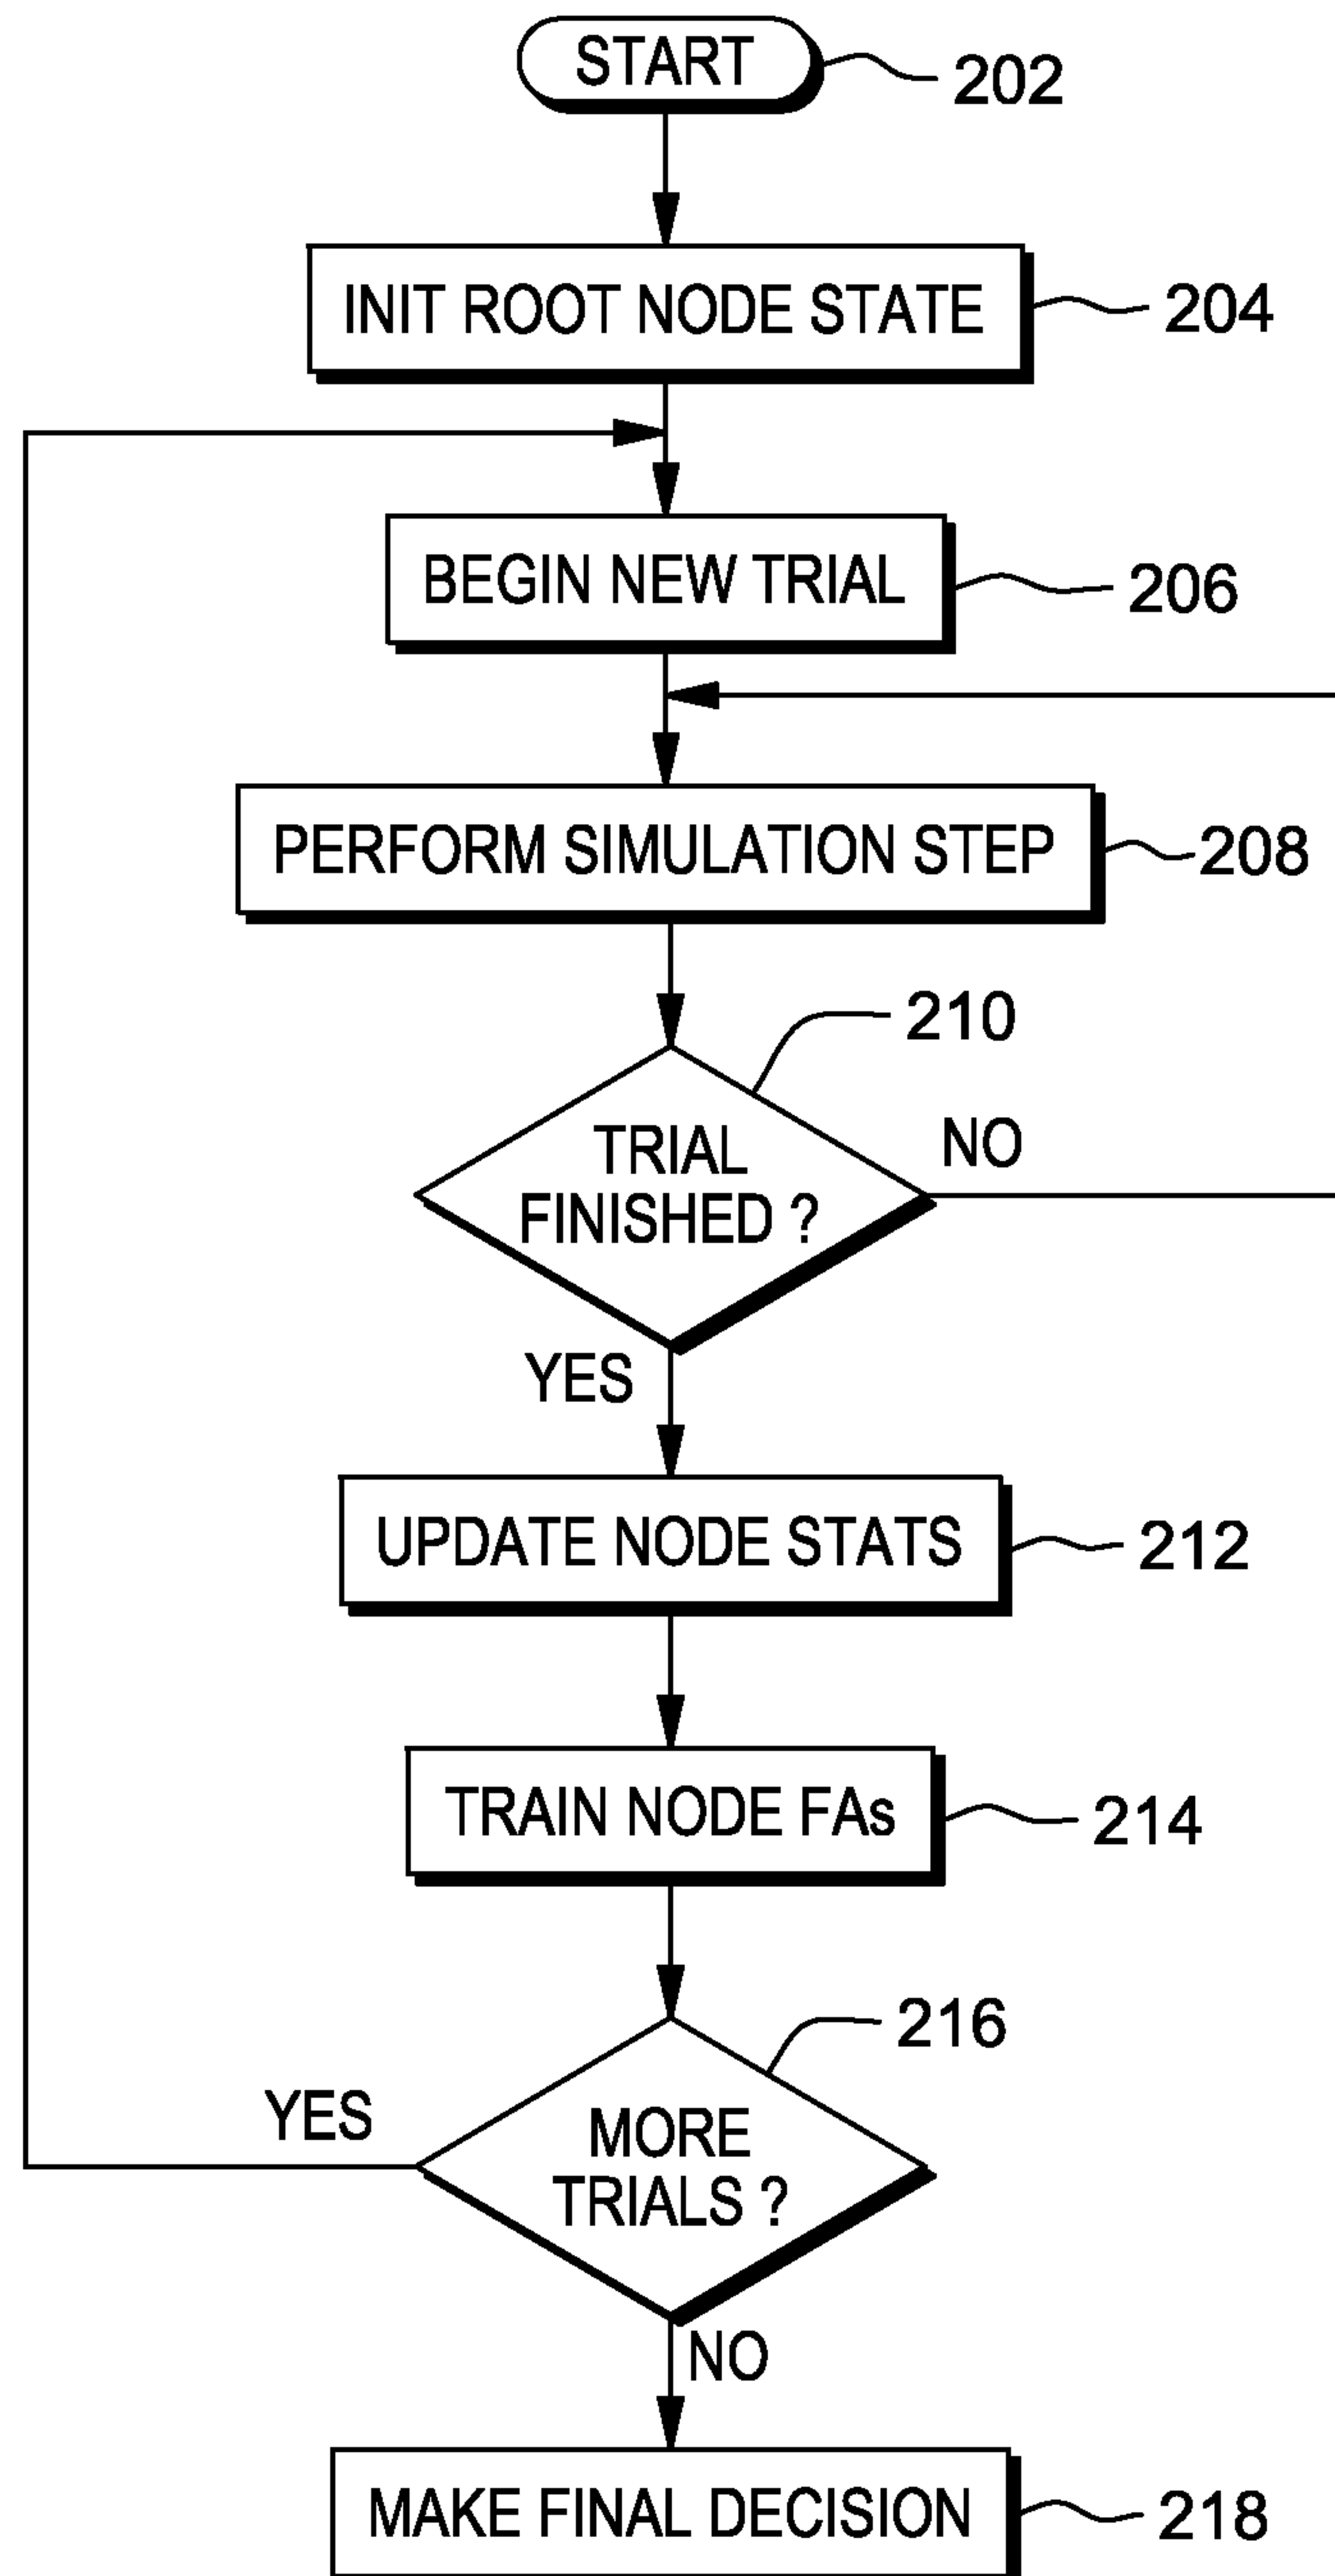 START
202
INIT ROOT NODE STATE
204
BEGIN NEW TRIAL
206
PERFORM SIMULATION STEP
208
210
TRIAL
FINISHED ?
NO
YES
UPDATE NODE STATS
212
TRAIN NODE FAs
214
216
MORE
TRIALS ?
YES
NO
MAKE FINAL DECISION
218